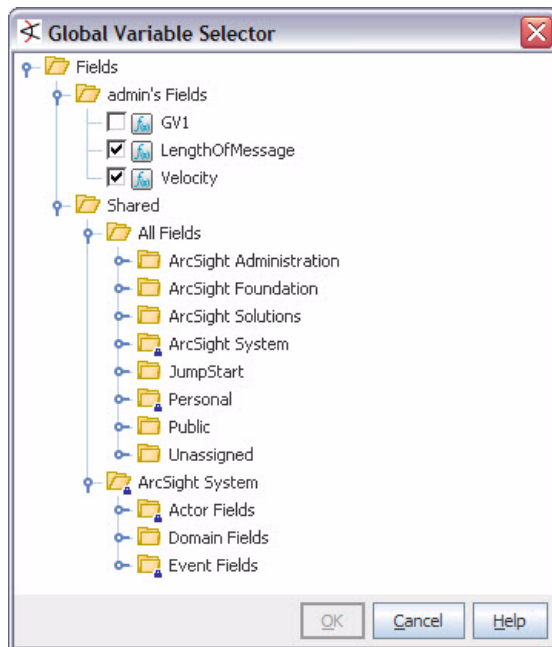 Global Variable Selector
Fields
admin's Fields
GV1
LengthOfMessage
Velocity
Shared
All Fields
ArcSight Administration
ArcSight Foundation
ArcSight Solutions
ArcSight System
JumpStart
Personal
Public
Unassigned
ArcSight System
Actor Fields
Domain Fields
Event Fields
OK Cancel Help